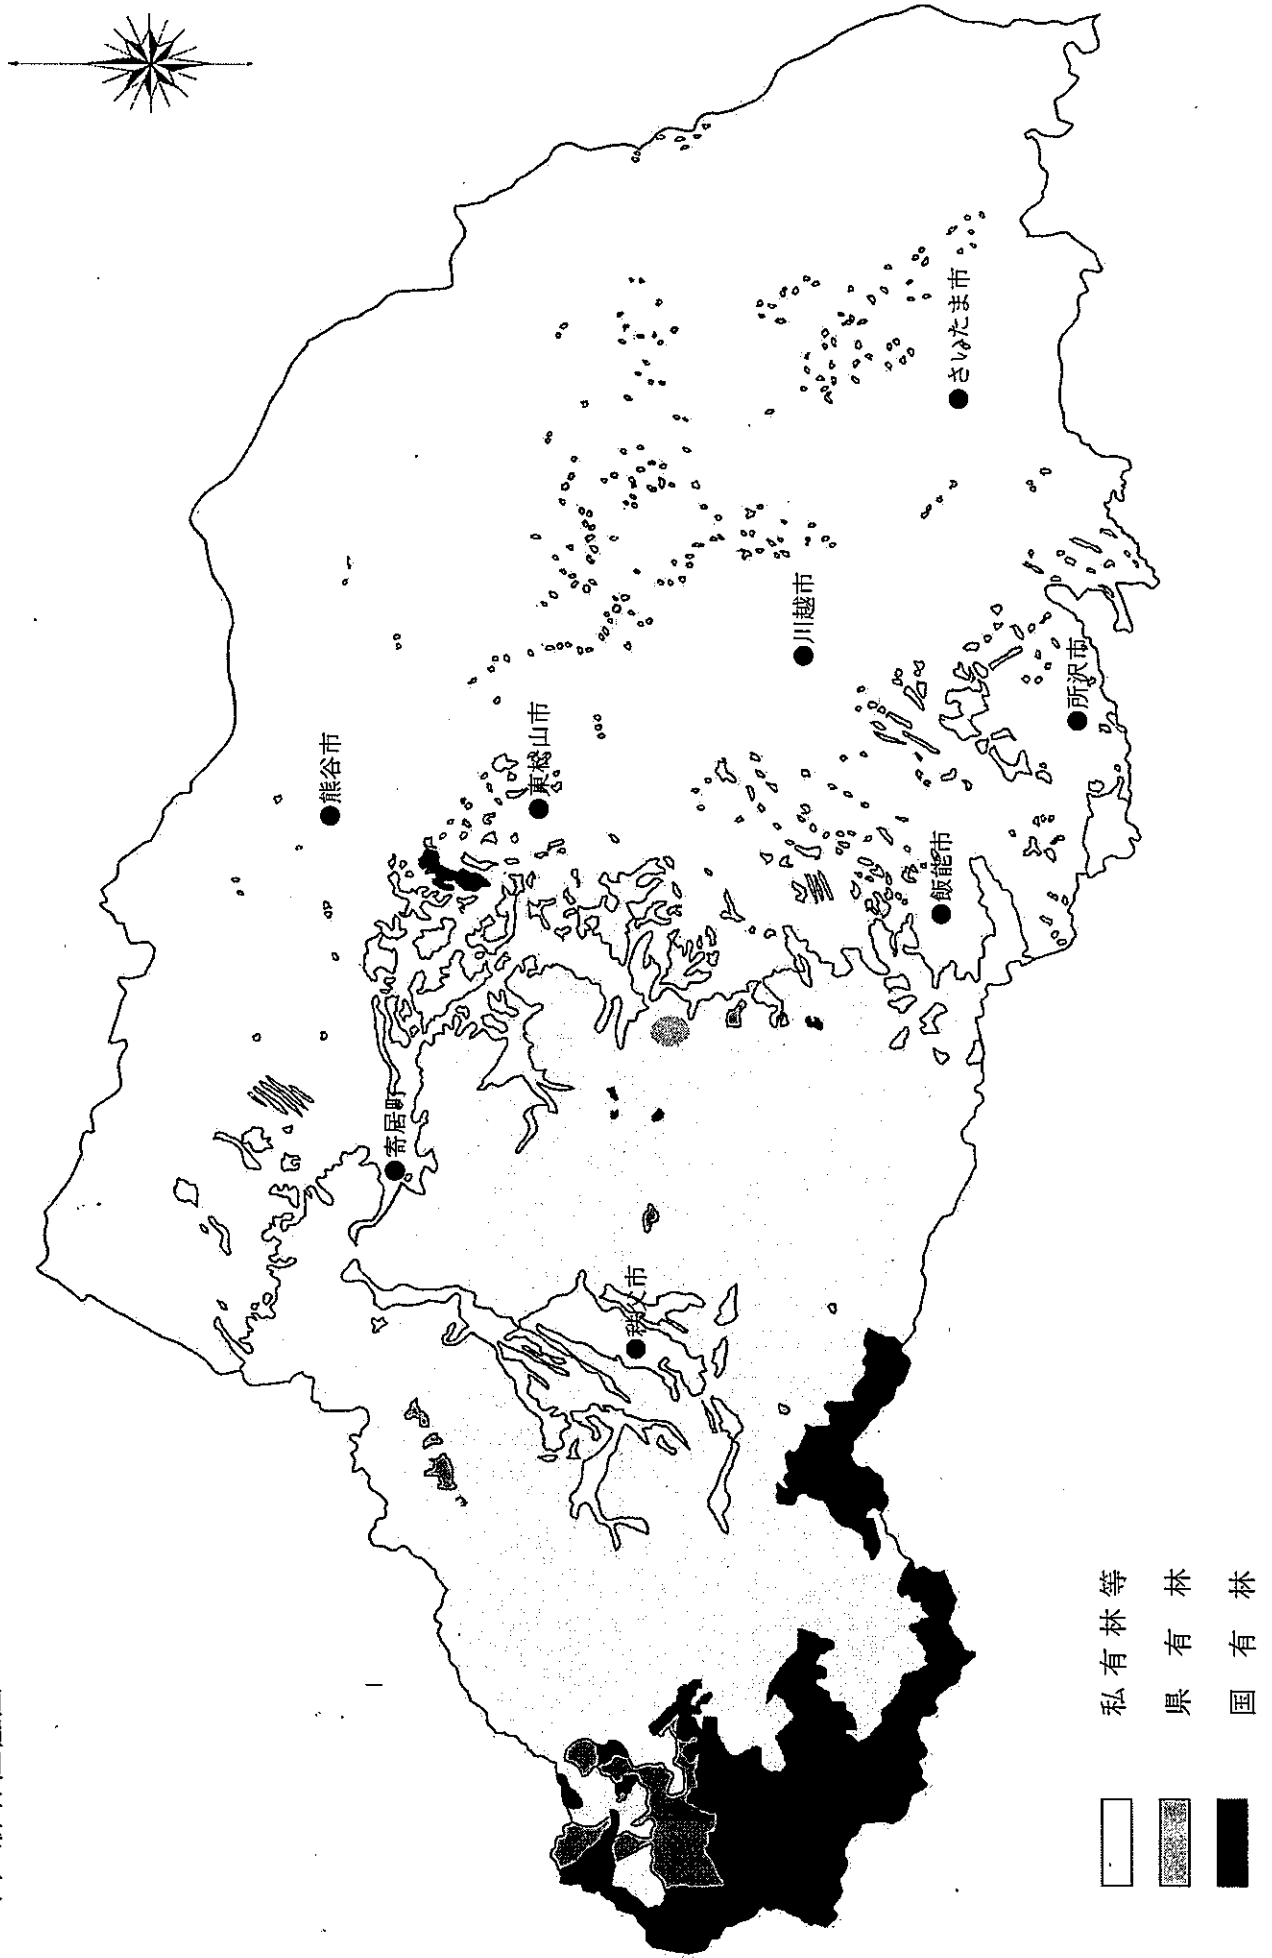 熊谷市
寄居町
東松山市
秩父市
川越市
さいたま市
飯能市
所沢市
私有林等
県有林
国有林